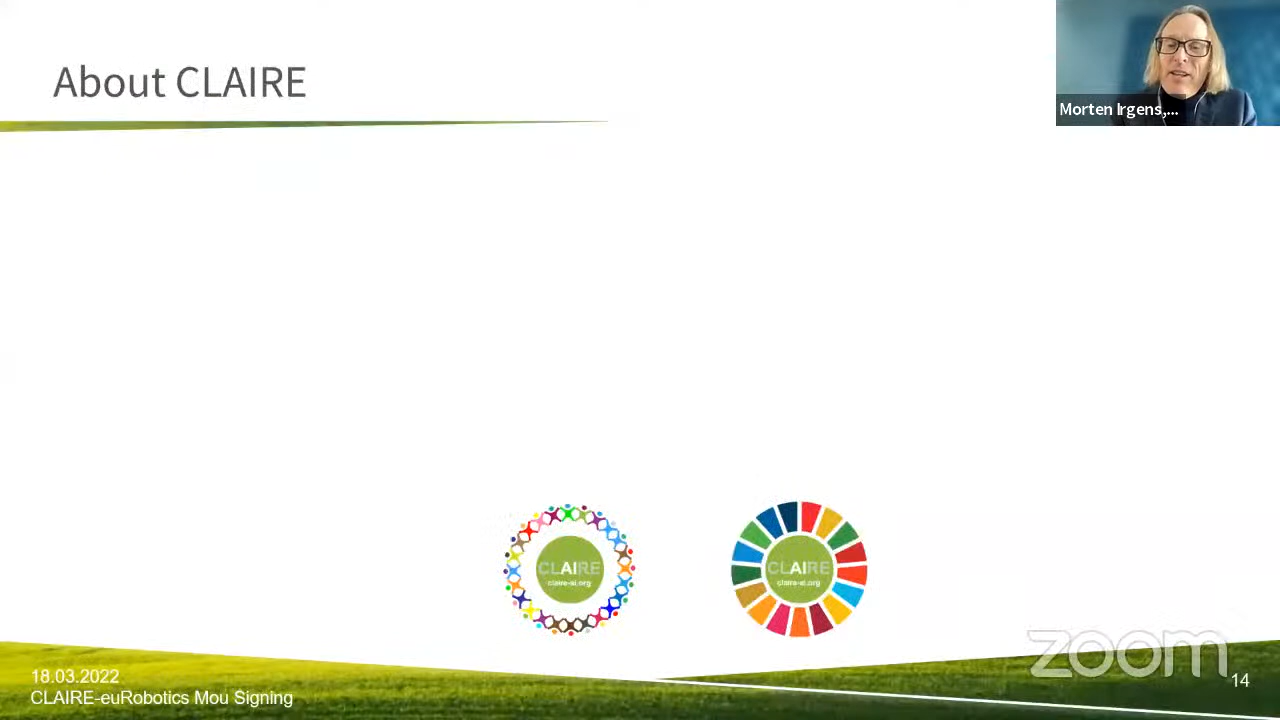 About CLAIRE
Morten Irgens,...
CLAIRE
claire-ai.org
CLAIRE
claire-ai.org
zoom
18.03.2022
14
CLAIRE-euRobotics Mou Signing